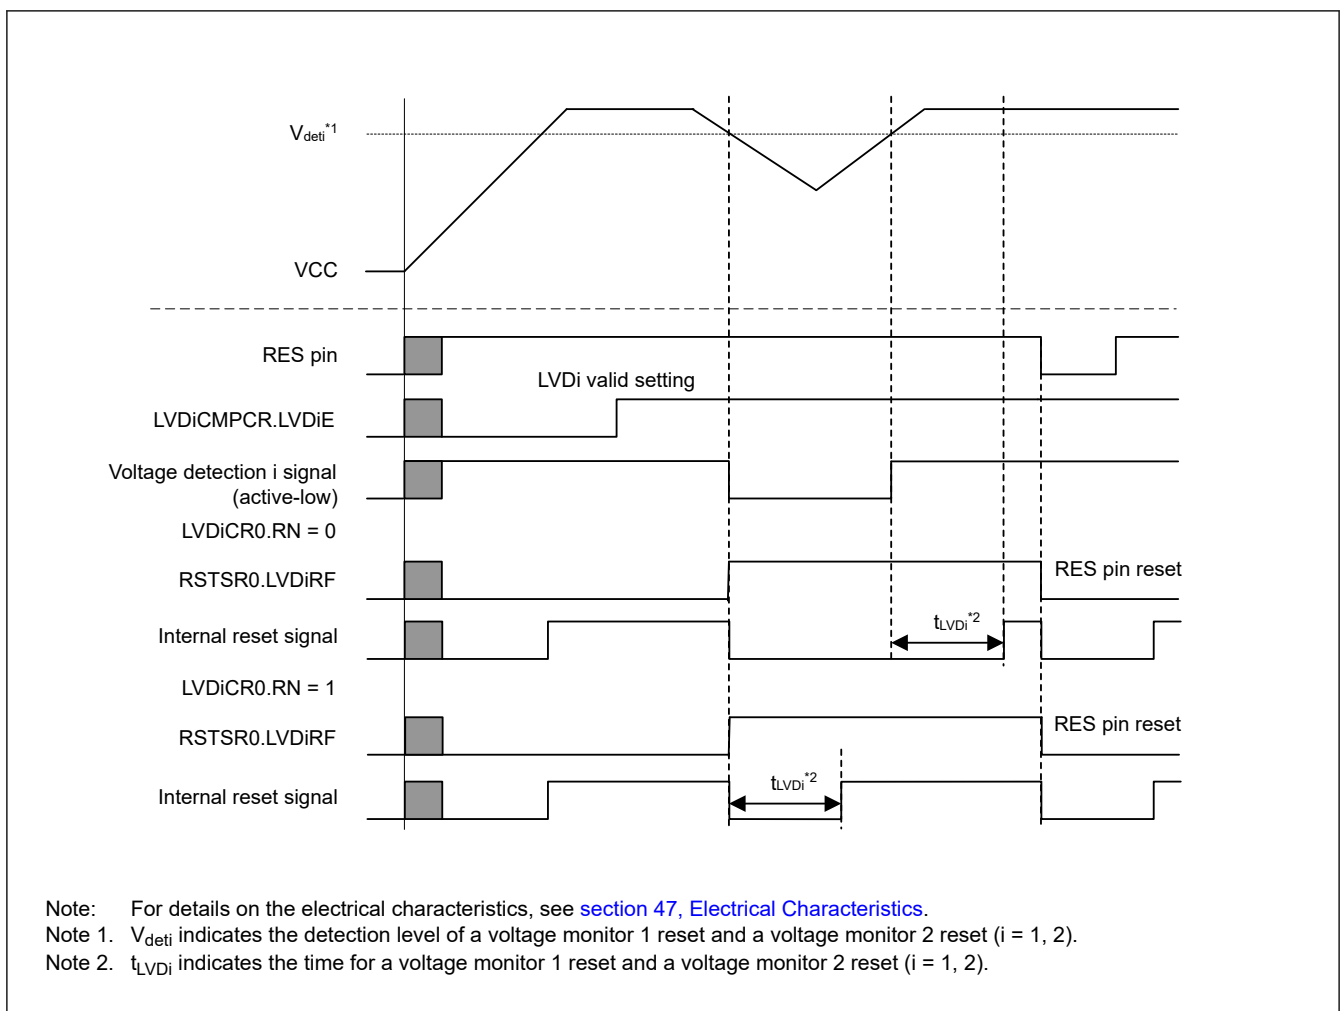 Vdeti*1
VCC
RES pin
LVDi valid setting
LVDiCMPCR.LVDiE
Voltage detection i signal
(active-low)
LVDiCR0.RN = 0
RSTSR0.LVDiRF
RES pin reset
Internal reset signal
tLVDi*2
LVDiCR0.RN = 1
RSTSR0.LVDiRF
RES pin reset
Internal reset signal
tLVDi*2
Note: For details on the electrical characteristics, see section 47, Electrical Characteristics.
Note 1. Vdeti indicates the detection level of a voltage monitor 1 reset and a voltage monitor 2 reset (i = 1, 2).
Note 2. tLVDi indicates the time for a voltage monitor 1 reset and a voltage monitor 2 reset (i = 1, 2).